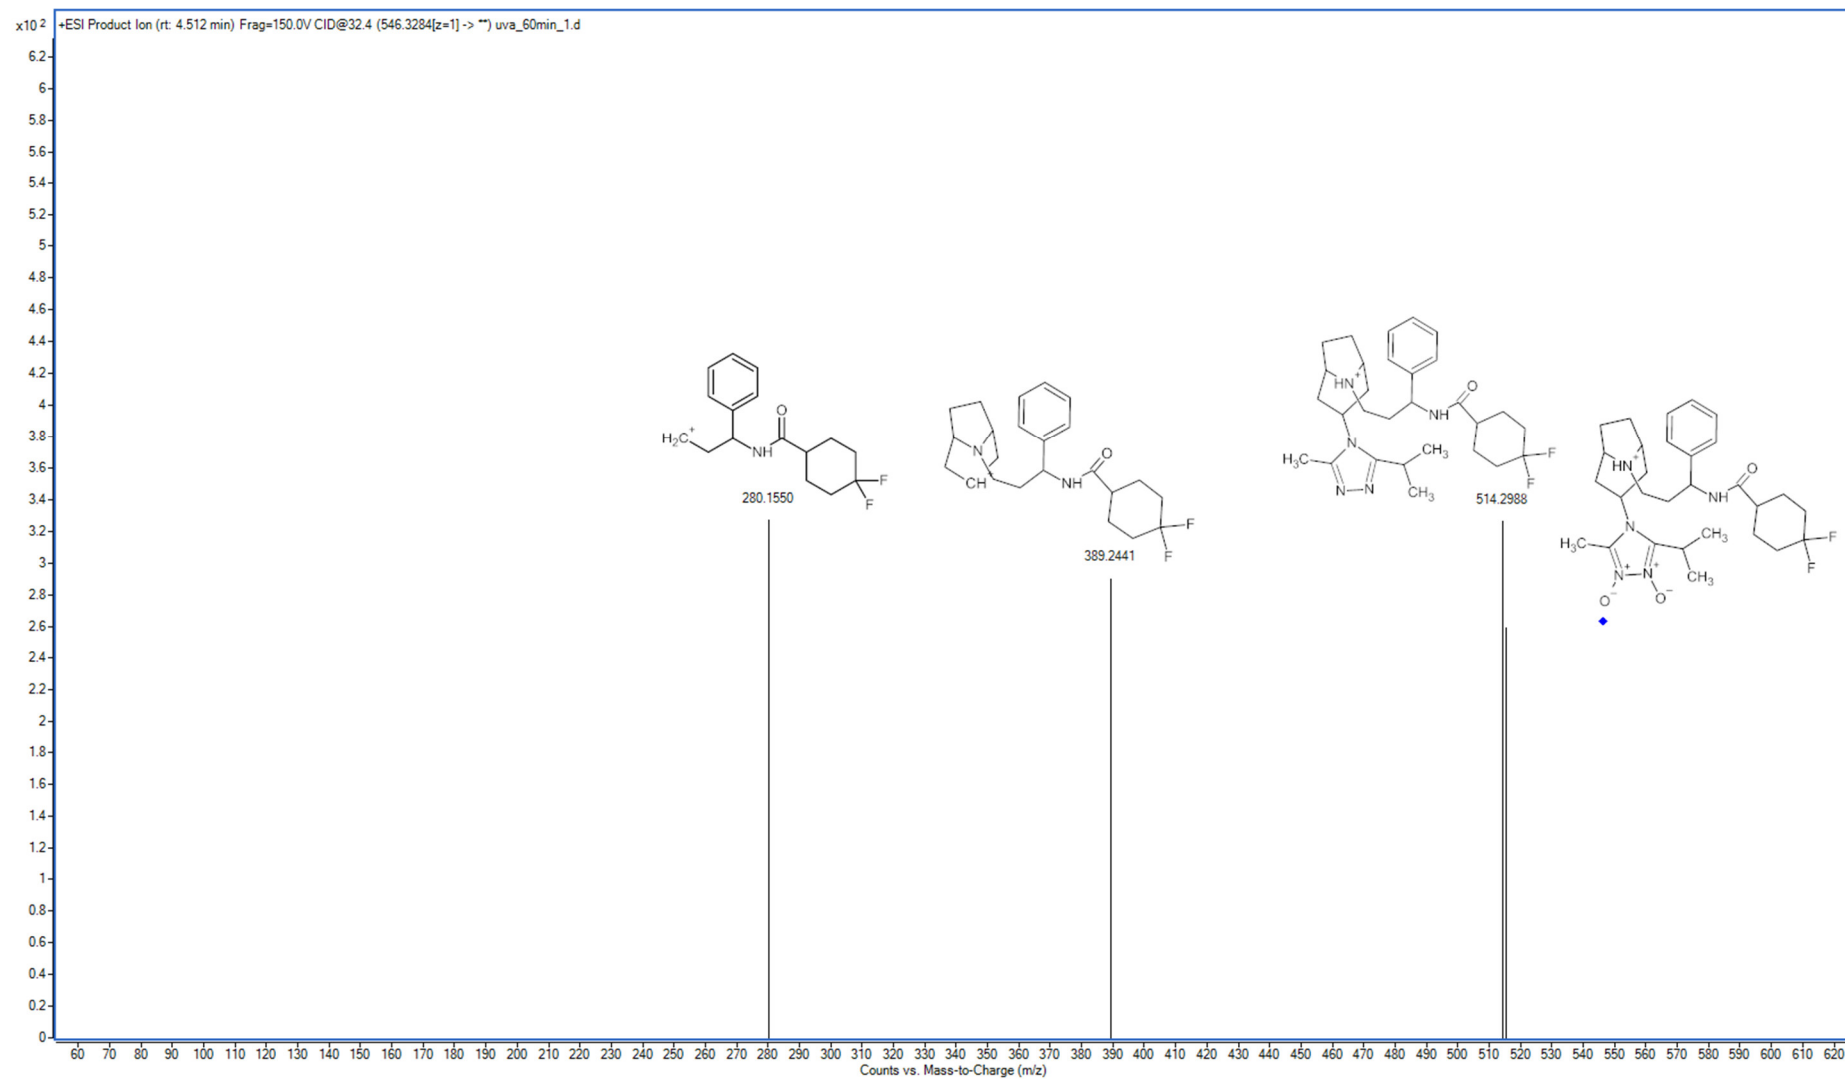 x10 2 +ESI Product Ion (rt: 4.512 min) Frag=150.0V CID@32.4 (546.3284[z=1] -> **) uva_60min_1.d
6.2
6
5.8
5.6
5.4
5.2
5
4.8
4.6
4.4
4.2
4
3.8
3.6
3.4
3.2
3
2.8
2.6
2.4
2.2
2
1.8
1.6
1.4
1.2
1
0.8
0.6
0.4
0.2
0
H2C+
NH
O
F
F
280.1550
N
CH
NH
O
F
F
389.2441
HN+
NH
O
F
F
H3C
N
N
N
CH3
CH3
514.2988
HN+
NH
O
F
F
H3C
N
N+
N+
O−
O−
CH3
CH3
60 70 80 90 100 110 120 130 140 150 160 170 180 190 200 210 220 230 240 250 260 270 280 290 300 310 320 330 340 350 360 370 380 390 400 410 420 430 440 450 460 470 480 490 500 510 520 530 540 550 560 570 580 590 600 610 620
Counts vs. Mass-to-Charge (m/z)